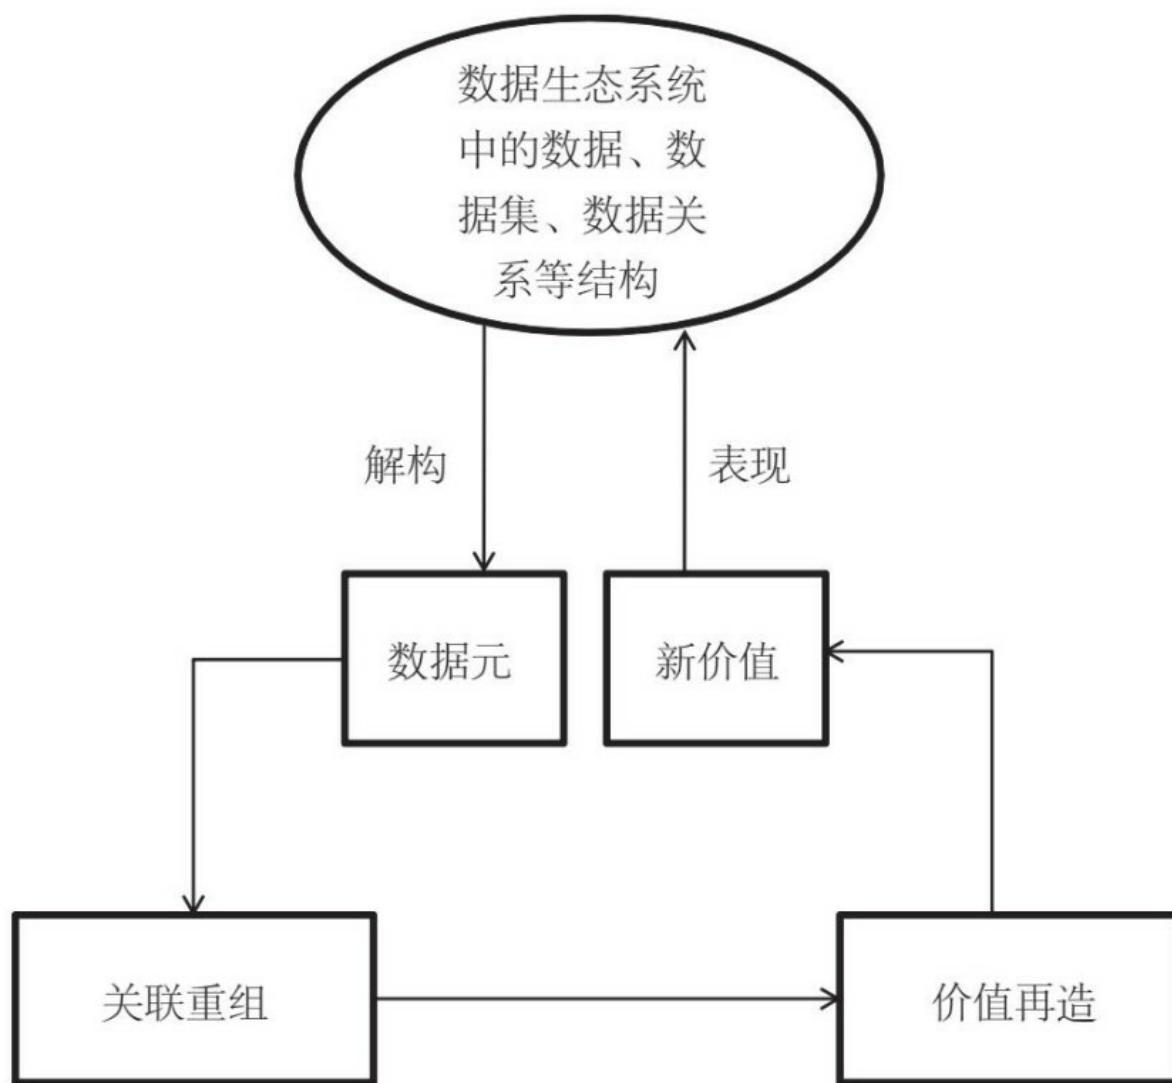 数据生态系统
中的数据、数
据集、数据关
系等结构
解构
表现
数据元
新价值
关联重组
价值再造